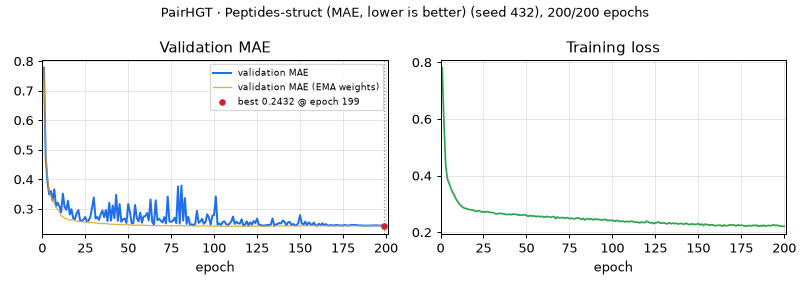 PairHGT · Peptides-struct (MAE, lower is better) (seed 432), 200/200 epochs
Validation MAE
0.8
0.7
0.6
0.5
0.4
0.3
validation MAE
validation MAE (EMA weights)
best 0.2432 @ epoch 199
0 25 50 75 100 125 150 175 200
epoch
Training loss
0.8
0.6
0.4
0.2
0 25 50 75 100 125 150 175 200
epoch